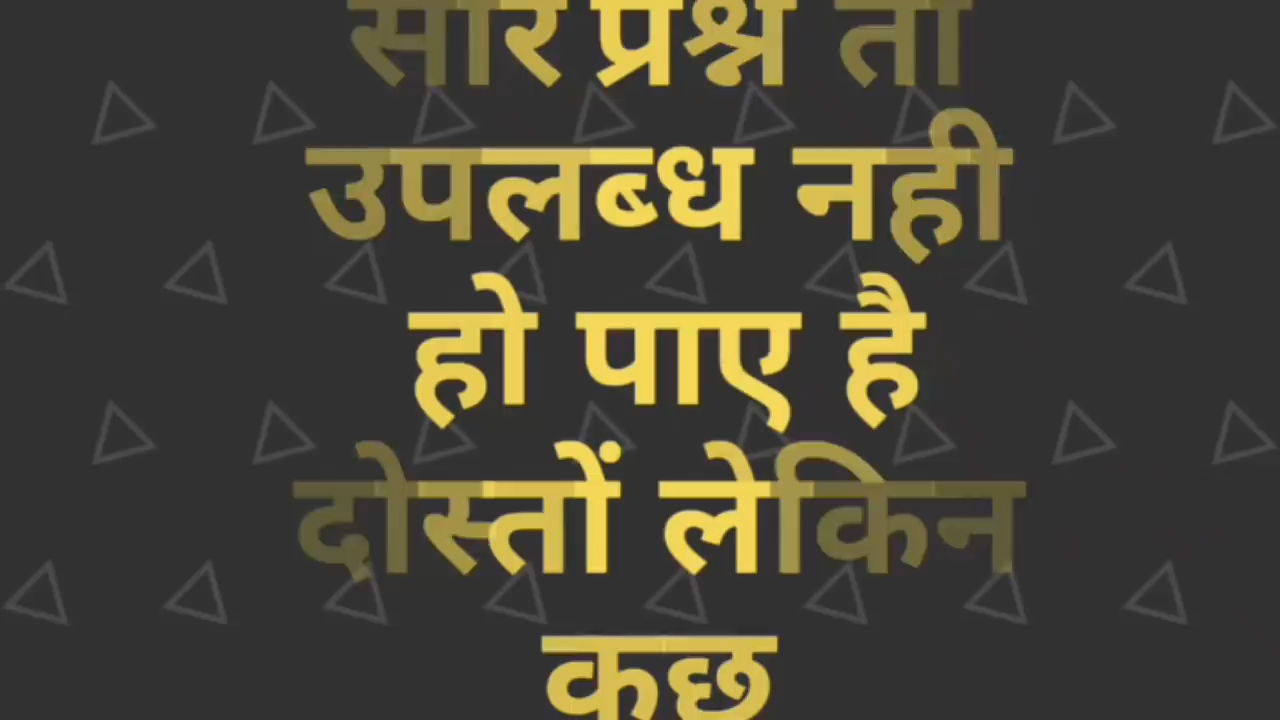 प्रश्न
उपलब्ध नही
हो पाए है
दोस्तों लेकिन